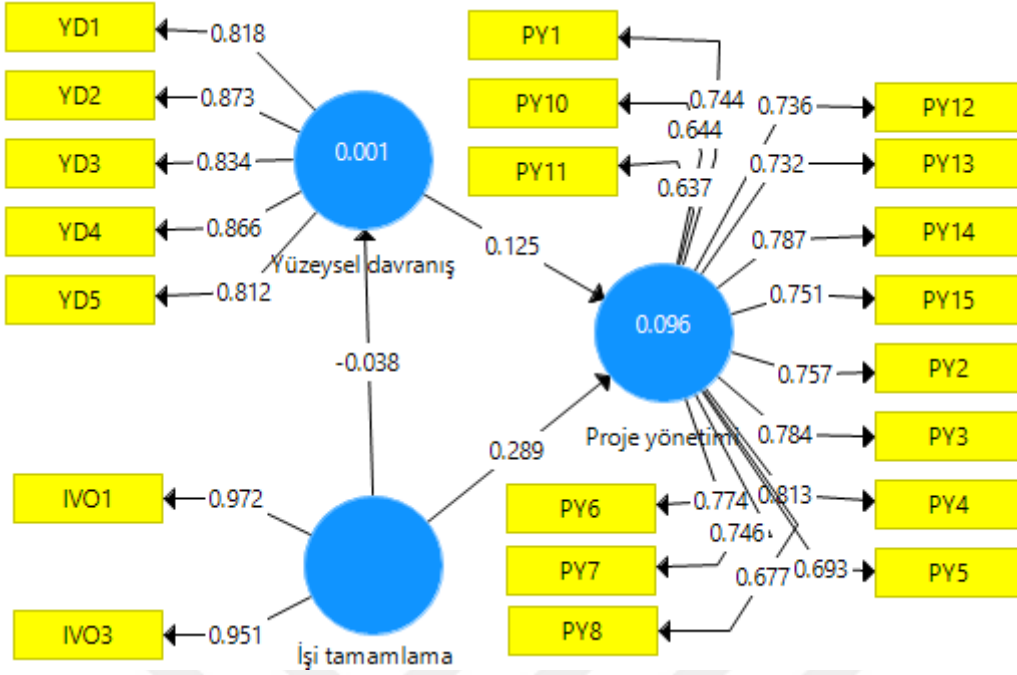 YD1
0.818
YD2
0.873
YD3
0.834
YD4
0.866
YD5
0.812
0.001
Yüzeysel davranış
PY1
0.744
PY10
0.644
PY11
0.637
0.736
PY12
0.732
PY13
0.787
PY14
0.751
PY15
0.757
PY2
0.784
PY3
0.813
PY4
0.693
PY5
0.125
0.096
Proje yönetimi
-0.038
0.289
PY6
0.774
PY7
0.746
PY8
0.677
IVO1
0.972
IVO3
0.951
İşi tamamlama